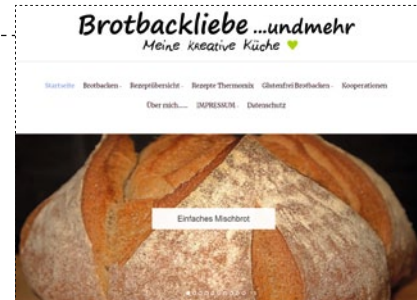 Brotbackliebe ...undmehr
Meine kreative Küche
Startseite Brotbacken Rezeptübersicht Rezepte Thermomix Glutenfrei Brotbacken Kooperationen
Über mich...... IMPRESSUM Datenschutz
Einfaches Mischbrot